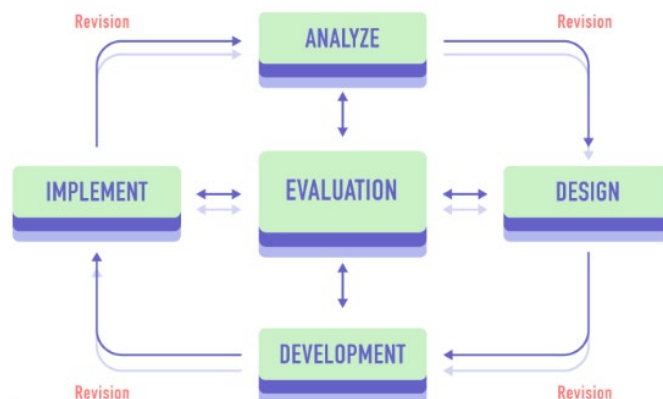 Revision
ANALYZE
Revision
IMPLEMENT
EVALUATION
DESIGN
DEVELOPMENT
Revision
Revision